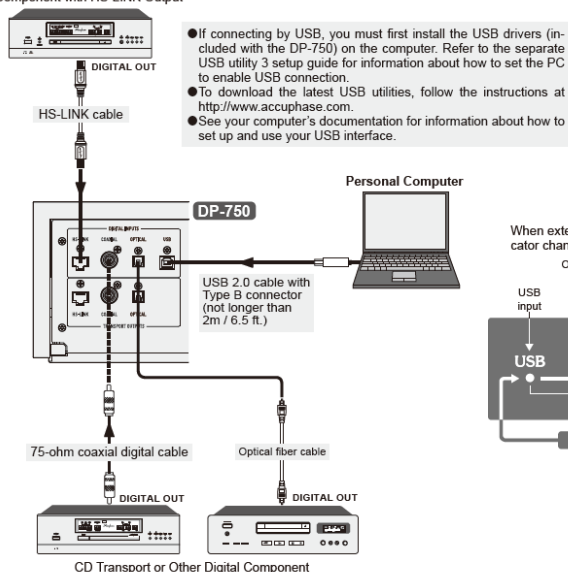 Component with HS-LINK Output
DIGITAL OUT
●If connecting by USB, you must first install the USB drivers (in-
cluded with the DP-750) on the computer. Refer to the separate
USB utility 3 setup guide for information about how to set the PC
to enable USB connection.
●To download the latest USB utilities, follow the instructions at
http://www.accuphase.com.
●See your computer's documentation for information about how to
set up and use your USB interface.
HS-LINK cable
DP-750
Personal Computer
DIGITAL INPUTS
HS-LINK COAXIAL OPTICAL USB
HS-LINK COAXIAL OPTICAL
TRANSPORT OUTPUTS
USB 2.0 cable with
Type B connector
(not longer than
2m / 6.5 ft.)
When exte
cator chan
USB
input
USB
75-ohm coaxial digital cable
Optical fiber cable
DIGITAL OUT
DIGITAL OUT
CD Transport or Other Digital Component